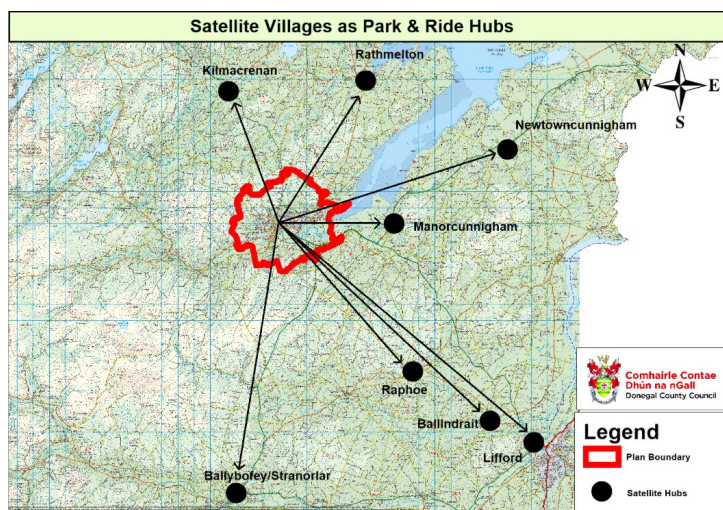 Satellite Villages as Park & Ride Hubs
Kilmacrenan
Rathmelton
N
W E
S
Newtowncunnigham
Manorcunnigham
Raphoe
Ballindrait
Lifford
Ballybofey/Stranorlar
Comhairle Contae
Dhún na nGall
Donegal County Council
Legend
Plan Boundary
Satellite Hubs